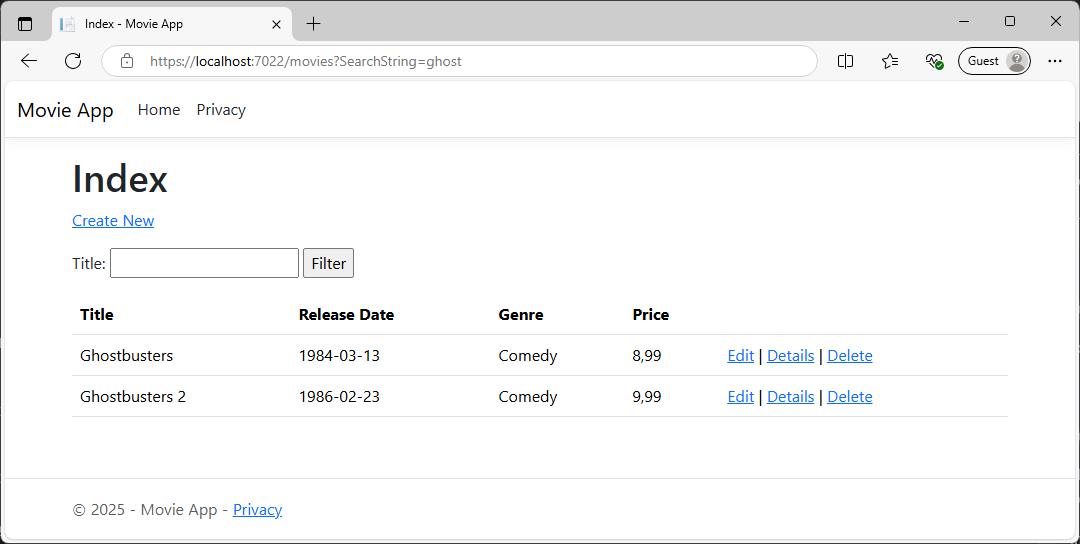 Index - Movie App
https://localhost:7022/movies?SearchString=ghost
Guest
Movie App Home Privacy
Index
Create New
Title: Filter
Title Release Date Genre Price
Ghostbusters 1984-03-13 Comedy 8,99 Edit | Details | Delete
Ghostbusters 2 1986-02-23 Comedy 9,99 Edit | Details | Delete
© 2025 - Movie App - Privacy